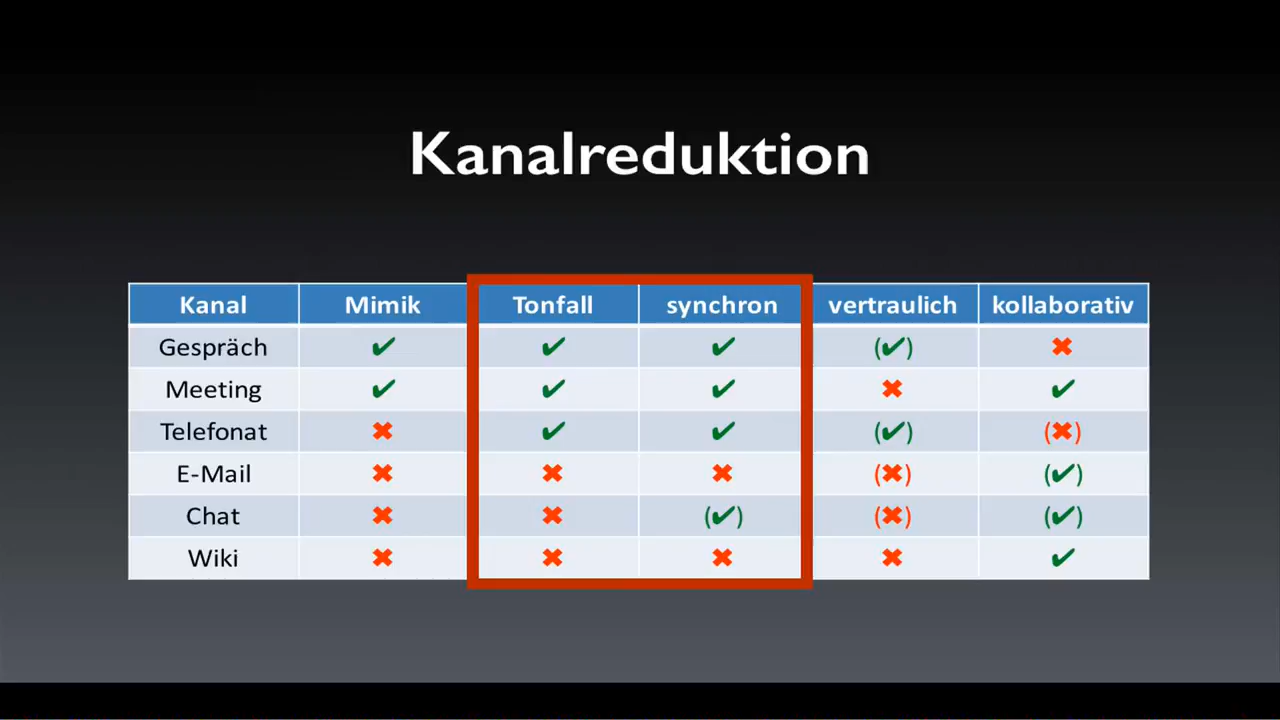 Kanalreduktion
Kanal Mimik Tonfall synchron vertraulich kollaborativ
Gespräch ✔ ✔ ✔ (✔) ✖
Meeting ✔ ✔ ✔ ✖ ✔
Telefonat ✖ ✔ ✔ (✔) (✖)
E-Mail ✖ ✖ ✖ (✖) (✔)
Chat ✖ ✖ (✔) (✖) (✔)
Wiki ✖ ✖ ✖ ✖ ✔